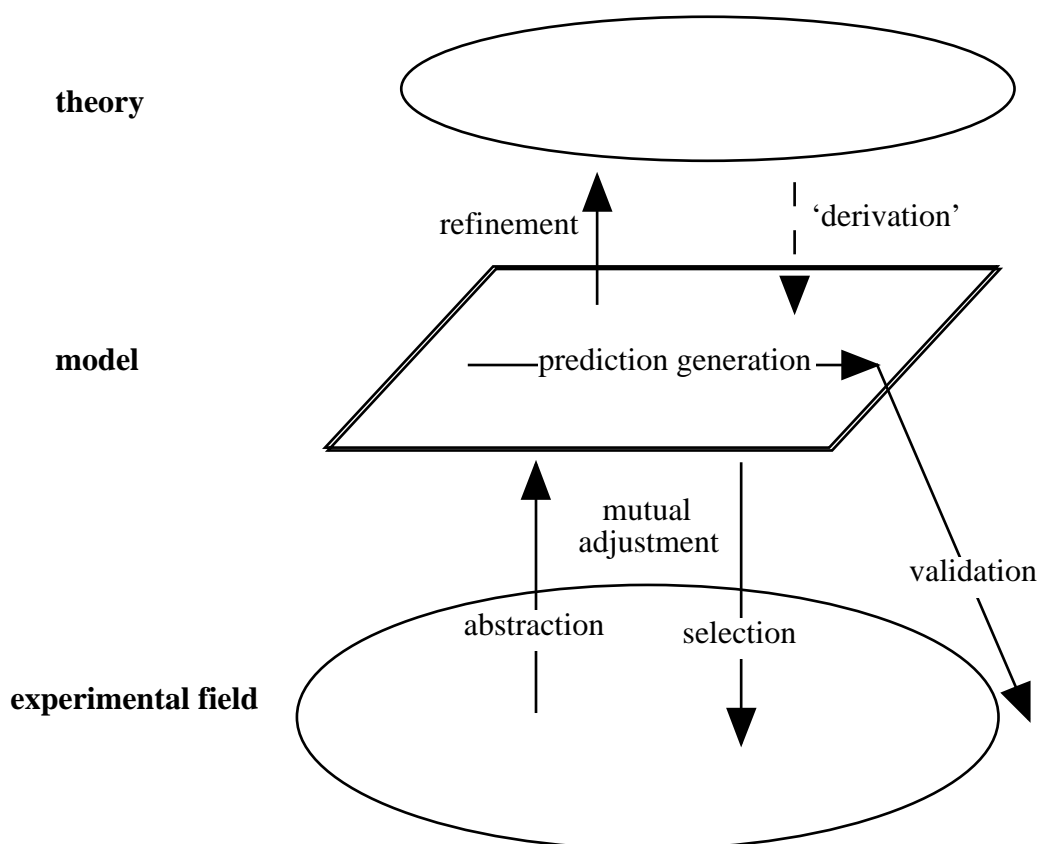 theory
refinement
‘derivation’
model
prediction generation
mutual
adjustment
validation
abstraction
selection
experimental field